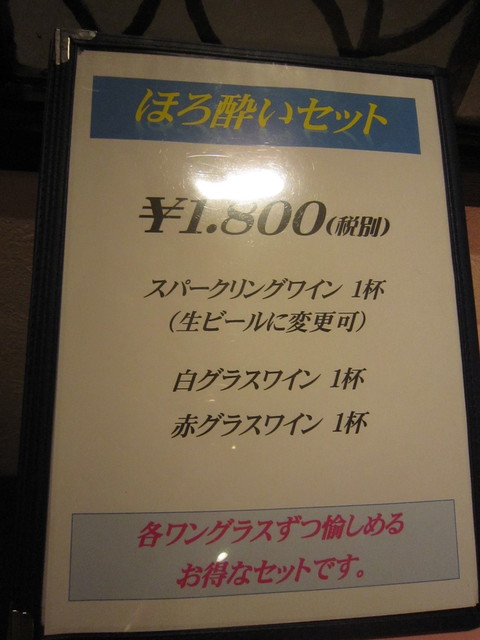 ほろ酔いセット
¥1.800(税別)
スパークリングワイン 1杯
(生ビールに変更可)
白グラスワイン 1杯
赤グラスワイン 1杯
各ワングラスずつ愉しめる
お得なセットです。